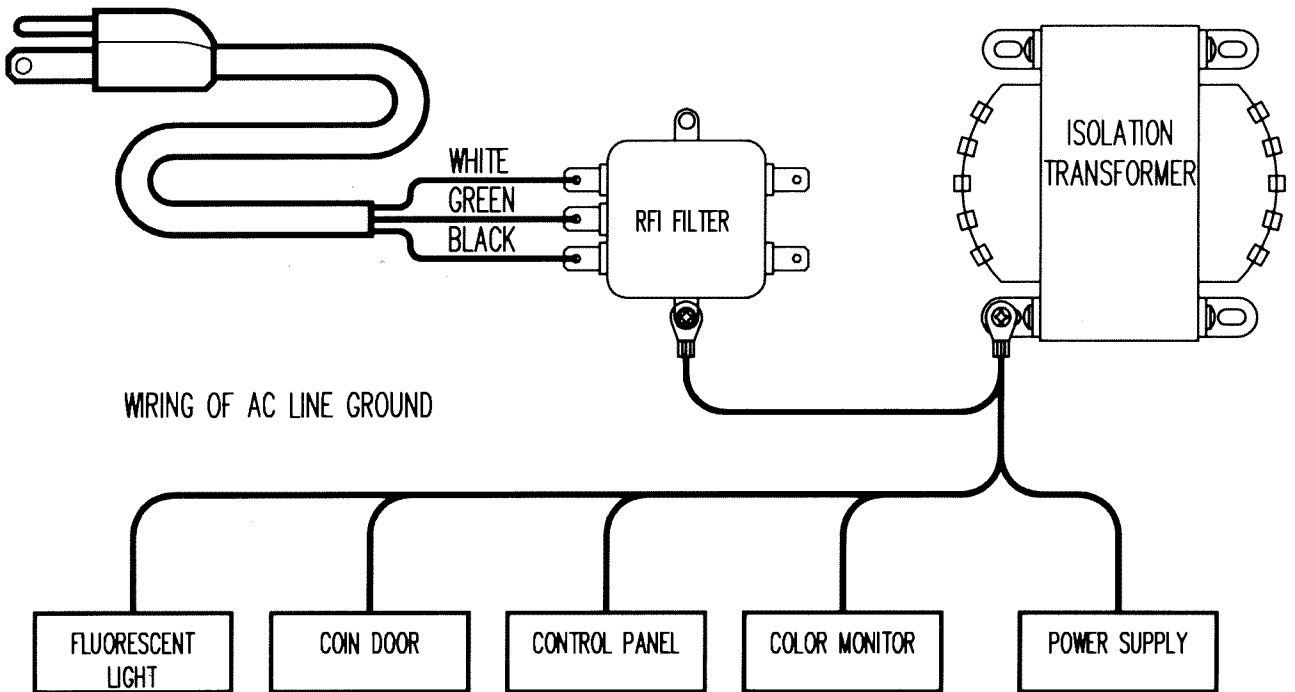 WHITE
GREEN
BLACK
RFI FILTER
ISOLATION
TRANSFORMER
WIRING OF AC LINE GROUND
FLUORESCENT
LIGHT
COIN DOOR
CONTROL PANEL
COLOR MONITOR
POWER SUPPLY